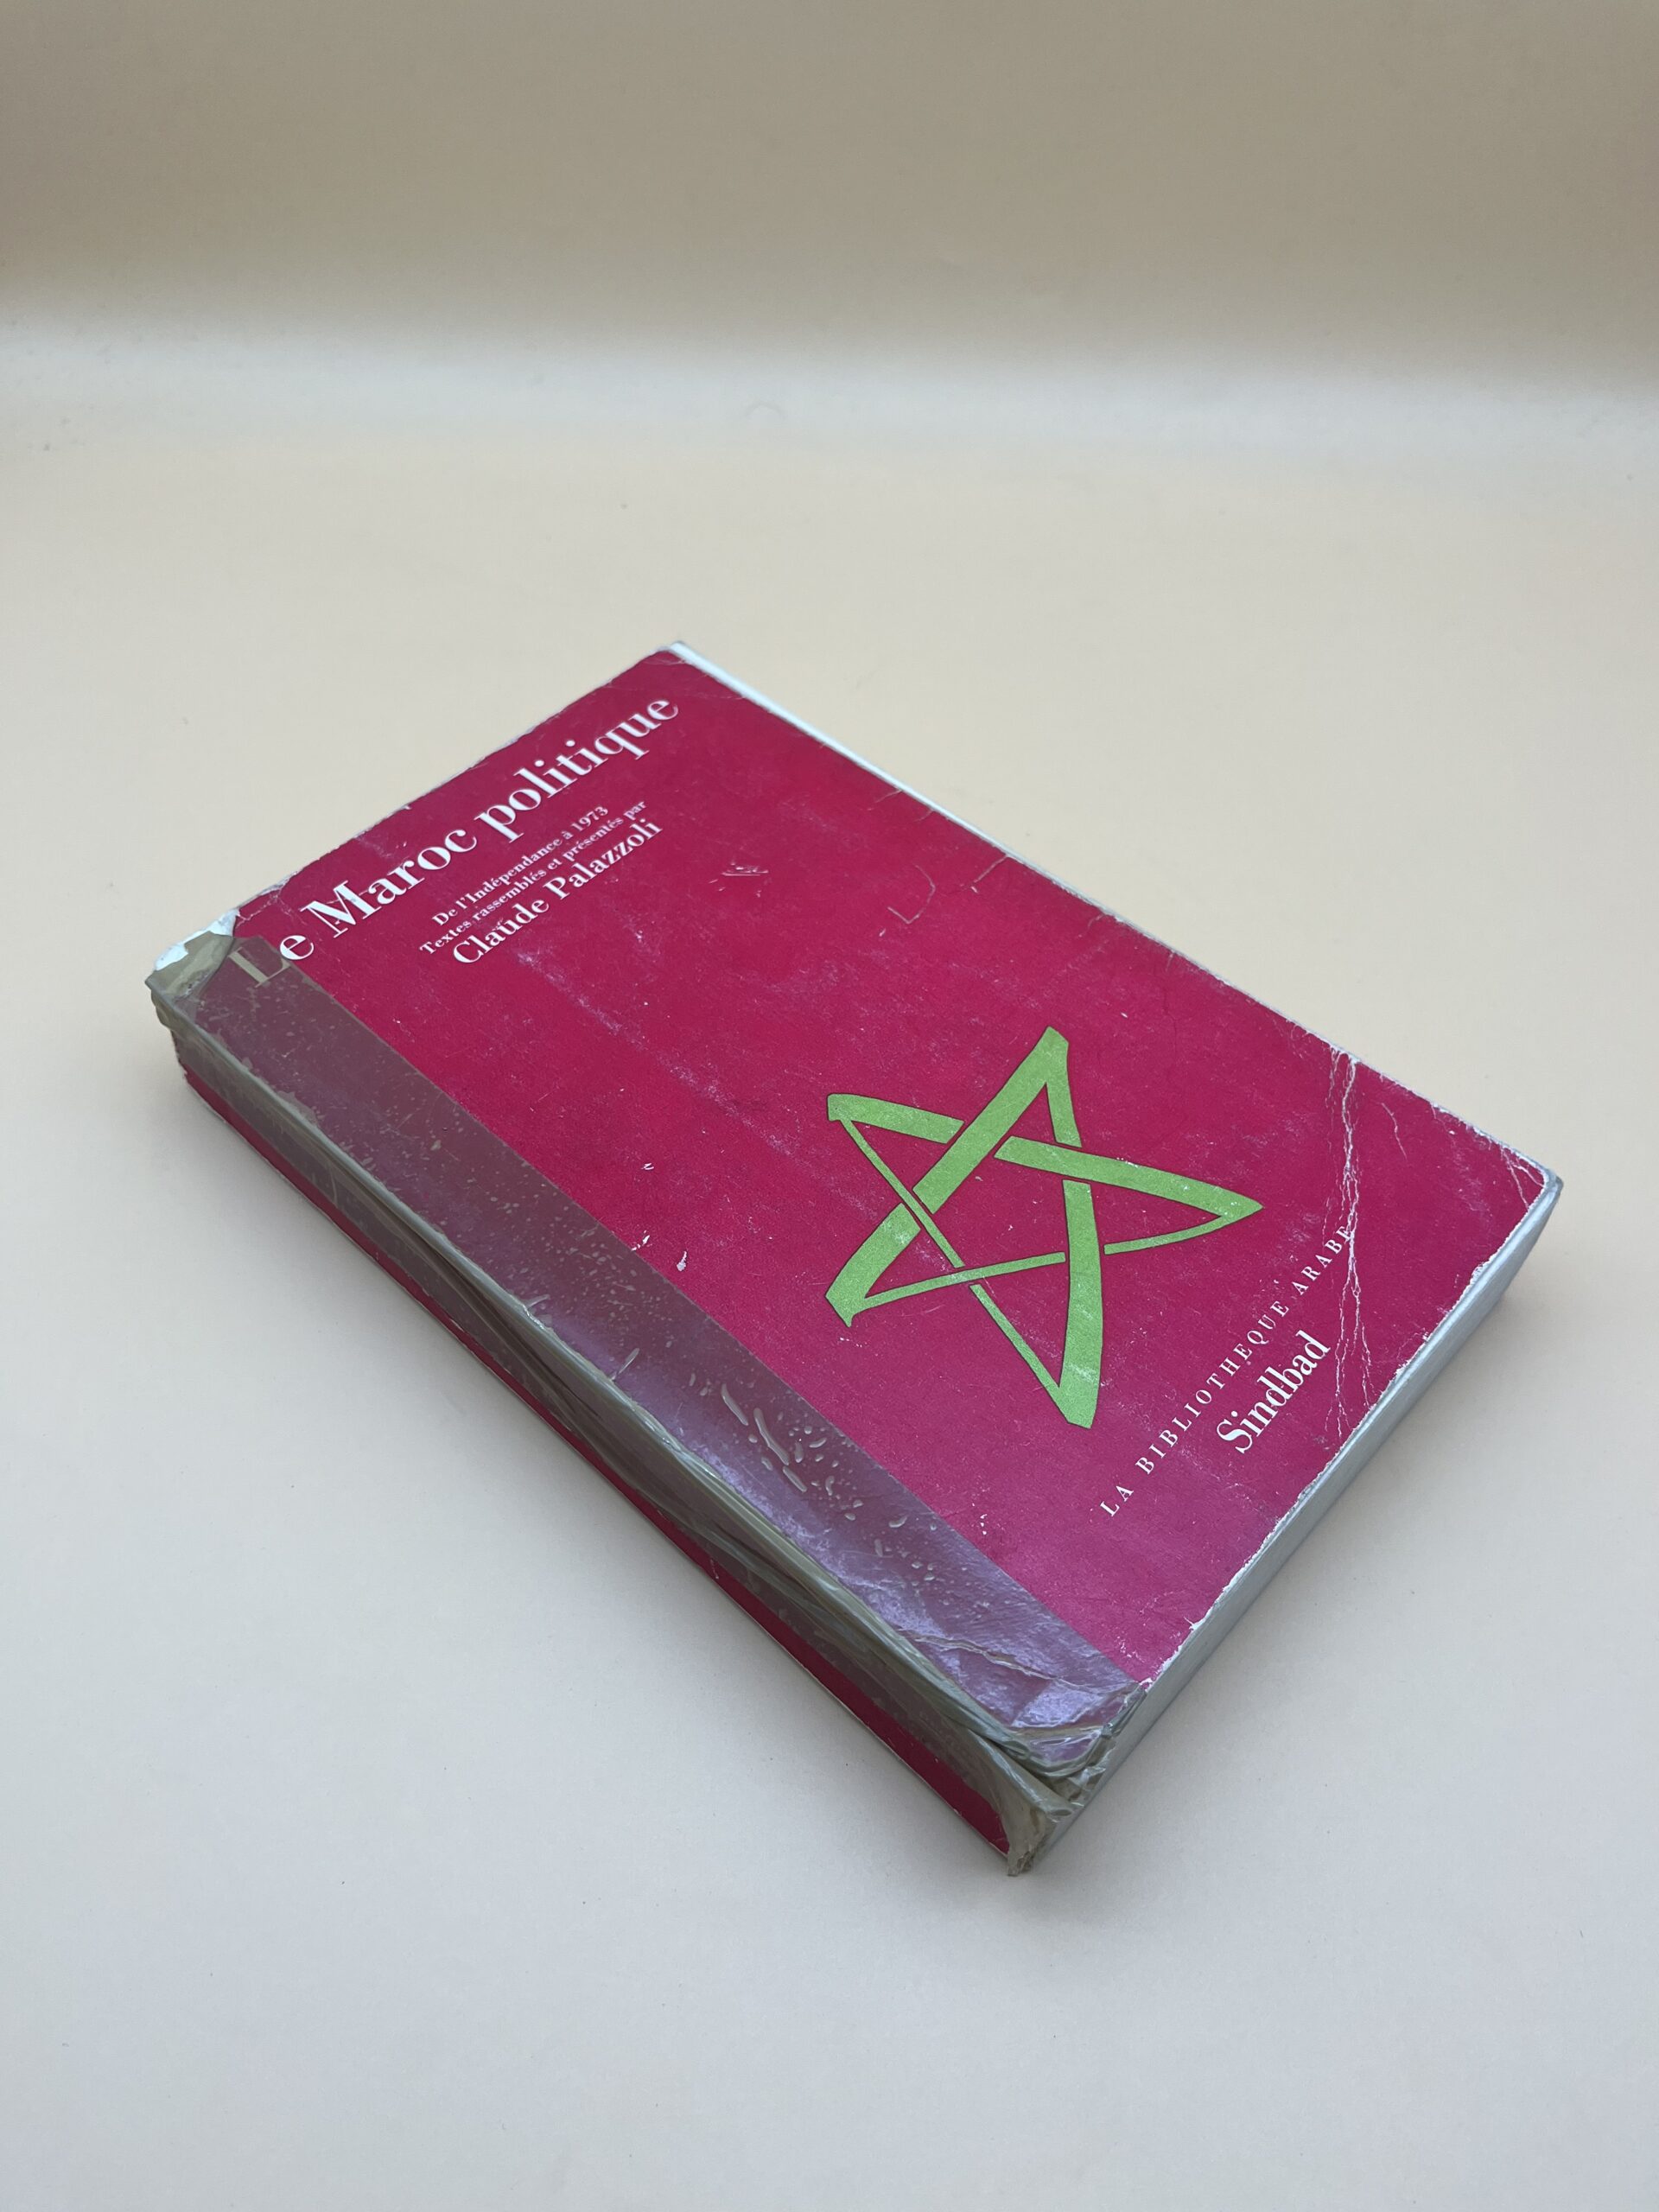 Le Maroc politique
De l'Indépendance à 1973
Textes rassemblés et présentés par
Claude Palazzoli
LA BIBLIOTHEQUE ARABE
Sindbad